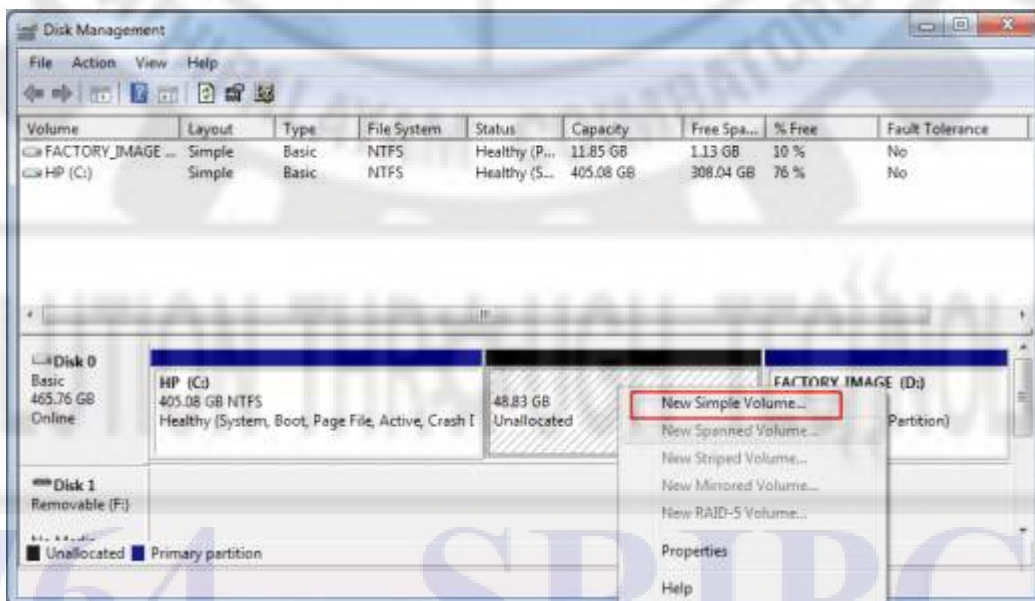 Disk Management
File Action View Help
Volume Layout Type File System Status Capacity Free Spa... % Free Fault Tolerance
FACTORY_IMAGE ... Simple Basic NTFS Healthy (P... 11.85 GB 1.13 GB 10 % No
HP (C:) Simple Basic NTFS Healthy (S... 405.08 GB 308.04 GB 76 % No
Disk 0
Basic
465.76 GB
Online
HP (C:)
405.08 GB NTFS
Healthy (System, Boot, Page File, Active, Crash
48.83 GB
Unallocated
FACTORY_IMAGE (D:)
Partition)
New Simple Volume...
New Spanned Volume...
New Striped Volume...
New Mirrored Volume...
New RAID-5 Volume...
Properties
Help
Disk 1
Removable (F:)
No Media
Unallocated Primary partition